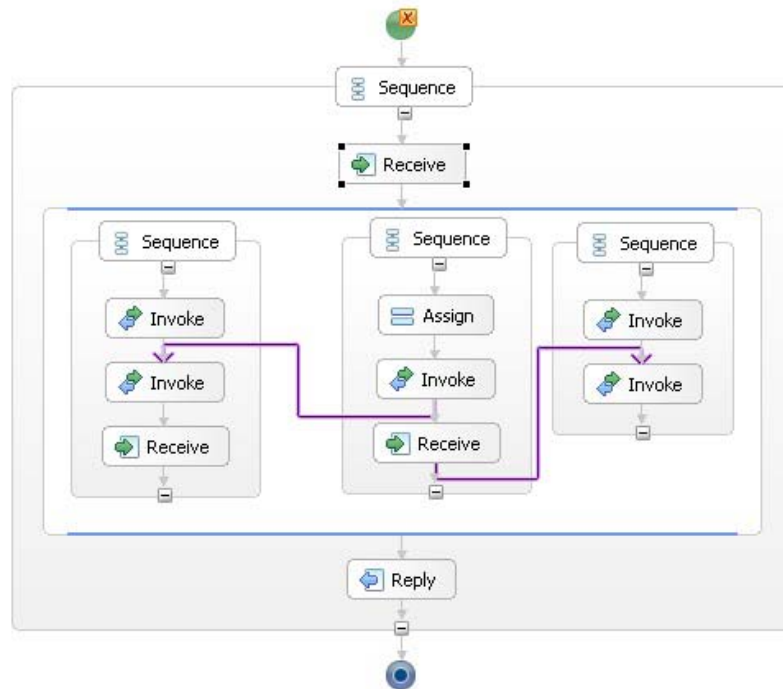 Sequence
Receive
Sequence
Invoke
Invoke
Receive
Sequence
Assign
Invoke
Receive
Sequence
Invoke
Invoke
Reply